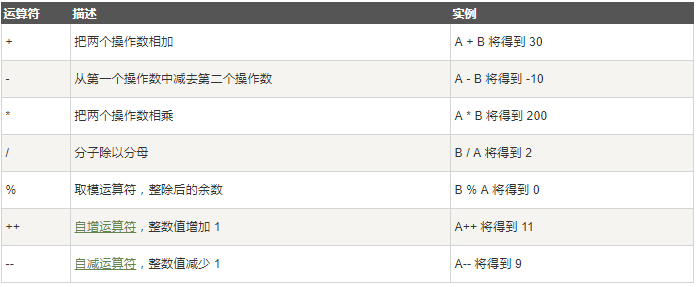 运算符 描述 实例
+ 把两个操作数相加 A + B 将得到 30
- 从第一个操作数中减去第二个操作数 A - B 将得到 -10
* 把两个操作数相乘 A * B 将得到 200
/ 分子除以分母 B / A 将得到 2
% 取模运算符，整除后的余数 B % A 将得到 0
++ 自增运算符，整数值增加 1 A++ 将得到 11
-- 自减运算符，整数值减少 1 A-- 将得到 9